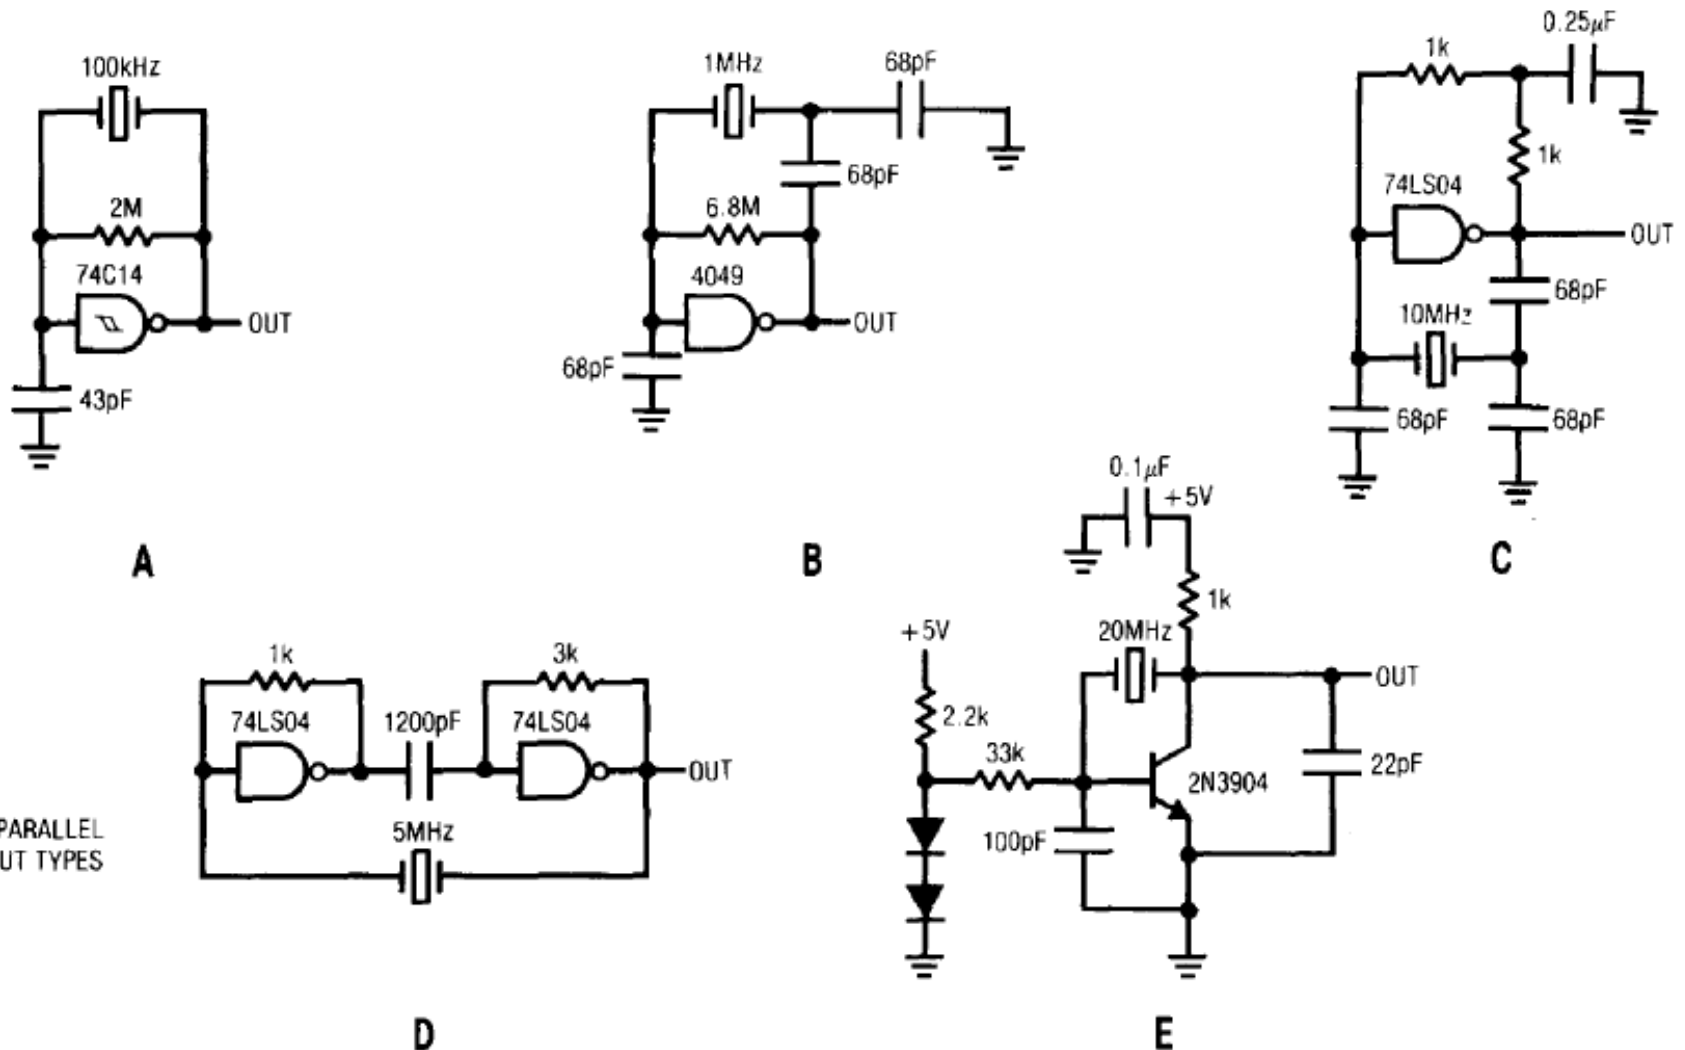 100kHz
2M
74C14
OUT
43pF
A
1MHz
68pF
68pF
6.8M
4049
OUT
68pF
B
0.25μF
1k
1k
74LS04
OUT
68pF
10MHz
68pF
68pF
C
1k
3k
74LS04
1200pF
74LS04
OUT
5MHz
PARALLEL
UT TYPES
D
0.1μF
+5V
1k
+5V
20MHz
OUT
2.2k
33k
2N3904
22pF
100pF
E